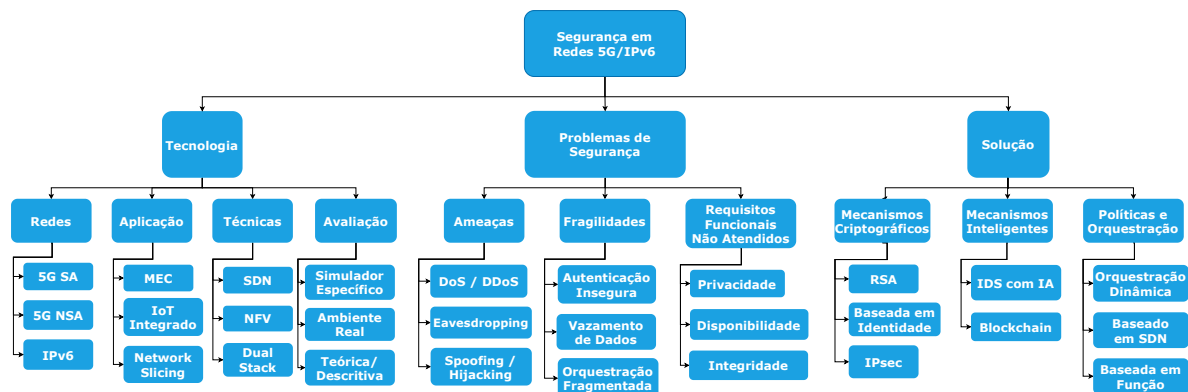 Segurança em
Redes 5G/IPv6
Tecnologia
Problemas de
Segurança
Solução
Redes
Aplicação
Técnicas
Avaliação
Ameaças
Fragilidades
Requisitos
Funcionais
Não Atendidos
Mecanismos
Criptográficos
Mecanismos
Inteligentes
Políticas e
Orquestração
5G SA
5G NSA
IPv6
MEC
IoT
Integrado
Network
Slicing
SDN
NFV
Dual
Stack
Simulador
Específico
Ambiente
Real
Teórica/
Descritiva
DoS / DDoS
Eavesdropping
Spoofing /
Hijacking
Autenticação
Insegura
Vazamento
de Dados
Orquestração
Fragmentada
Privacidade
Disponibilidade
Integridade
RSA
Baseada em
Identidade
IPsec
IDS com IA
Blockchain
Orquestração
Dinâmica
Baseado
em SDN
Baseada em
Função